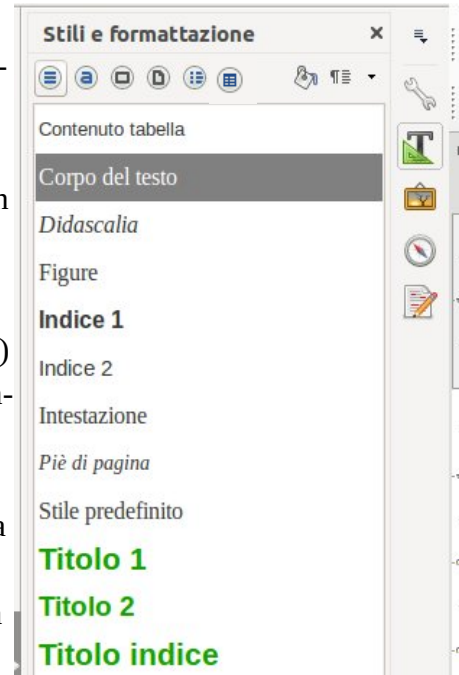 Stili e formattazione
Contenuto tabella
Corpo del testo
Didascalia
Figure
Indice 1
Indice 2
Intestazione
Piè di pagina
Stile predefinito
Titolo 1
Titolo 2
Titolo indice